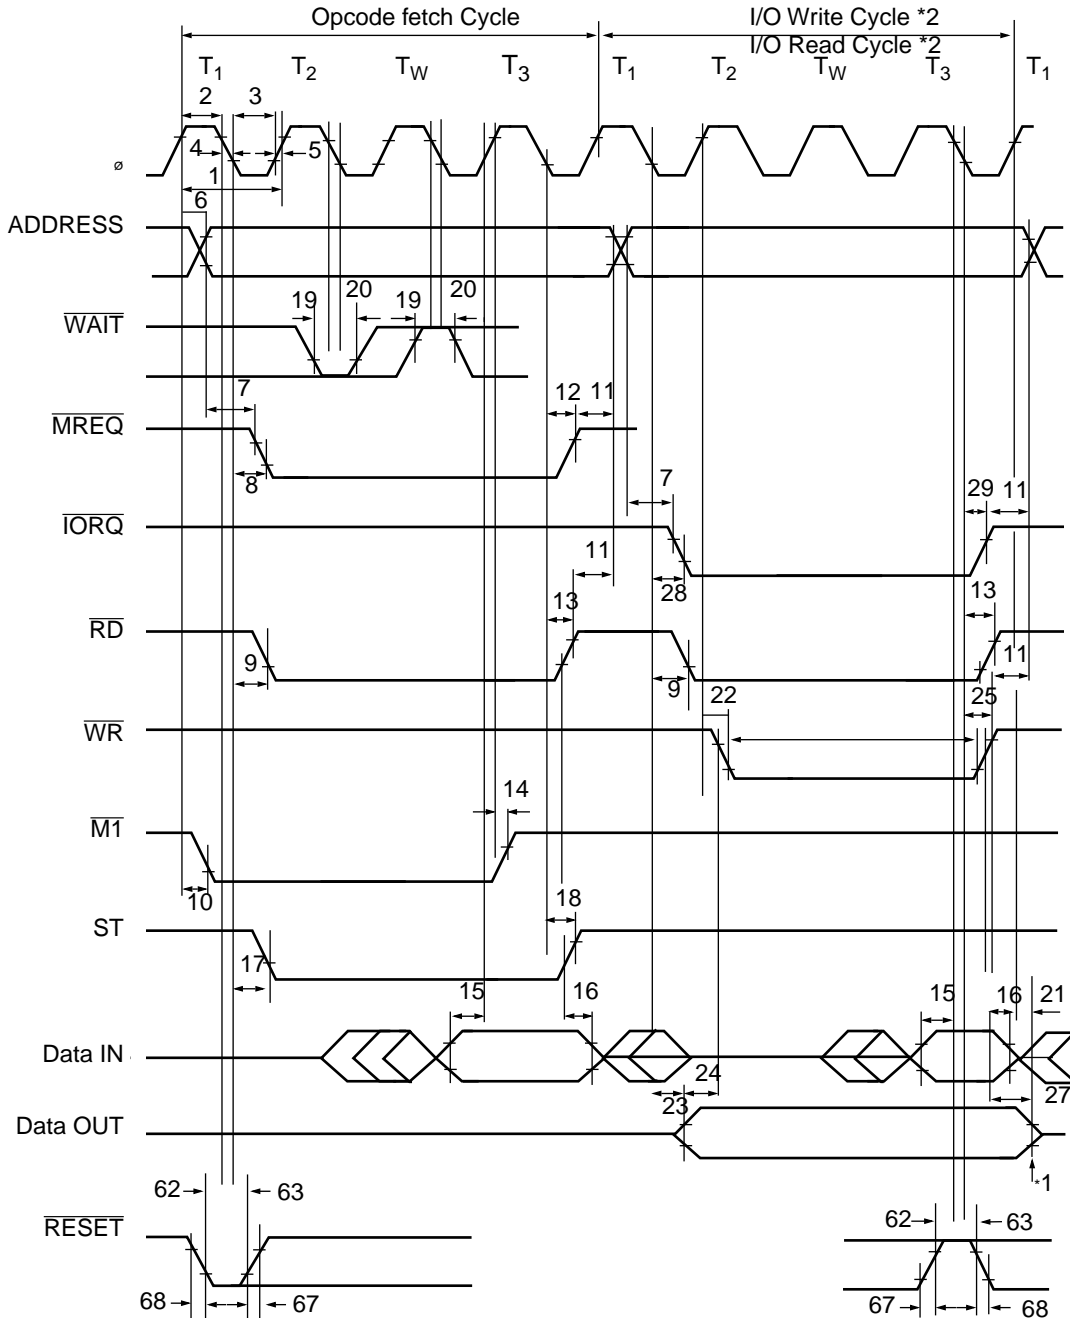 Opcode fetch Cycle
I/O Write Cycle *2
I/O Read Cycle *2
T1 T2 TW T3 T1 T2 TW T3 T1
2 3
4 5
ø
1
6
ADDRESS
19 20 19 20
WAIT
7 12 11
MREQ
8
7 29 11
IORQ
11
28
13 13
RD
9 11
9 22 25
WR
14
M1
10
18
ST
17
15 16 15 16 21
Data IN
24
23 27
Data OUT
*1
62 63 62 63
RESET
68 67 67 68